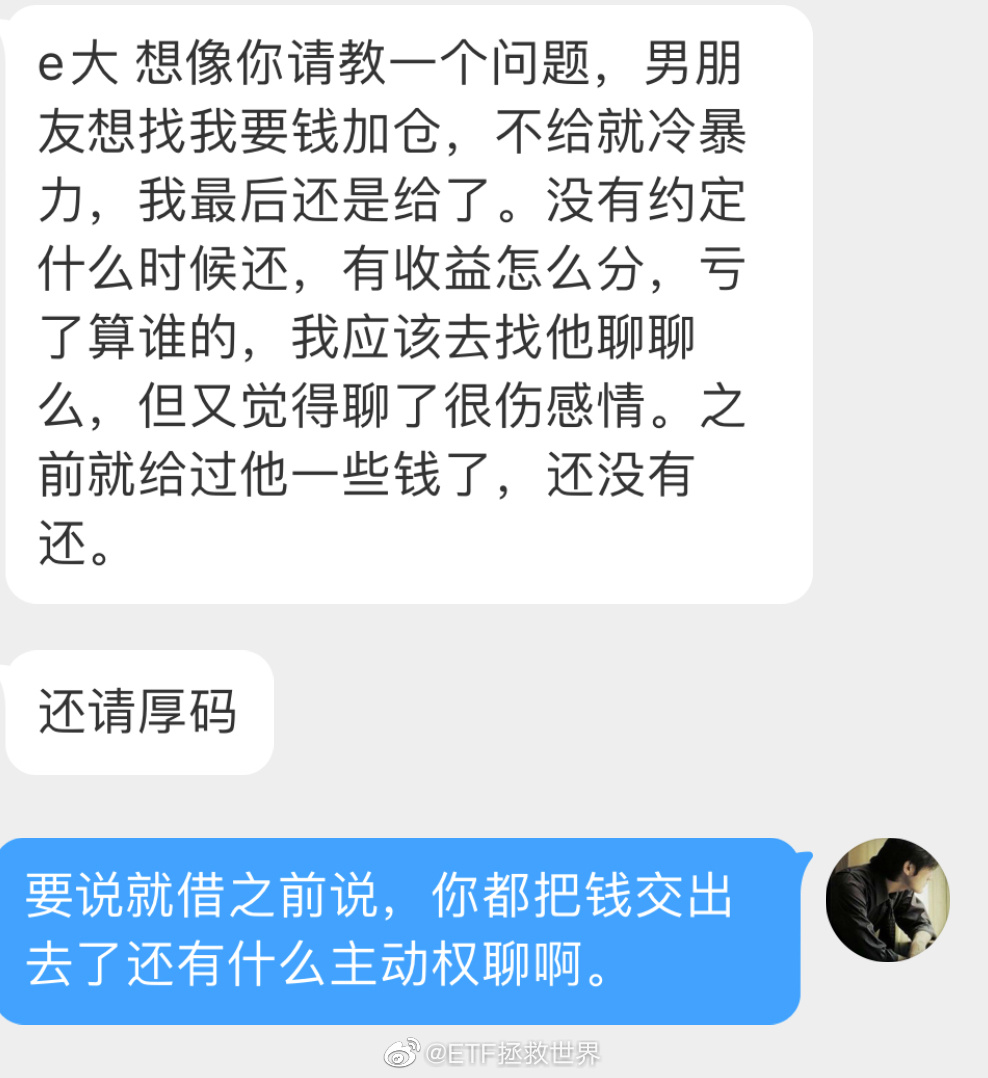 e大 想像你请教一个问题，男朋
友想找我要钱加仓，不给就冷暴
力，我最后还是给了。没有约定
什么时候还，有收益怎么分，亏
了算谁的，我应该去找他聊聊
么，但又觉得聊了很伤感情。之
前就给过他一些钱了，还没有
还。
还请厚码
要说就借之前说，你都把钱交出
去了还有什么主动权聊啊。
@ETF拯救世界